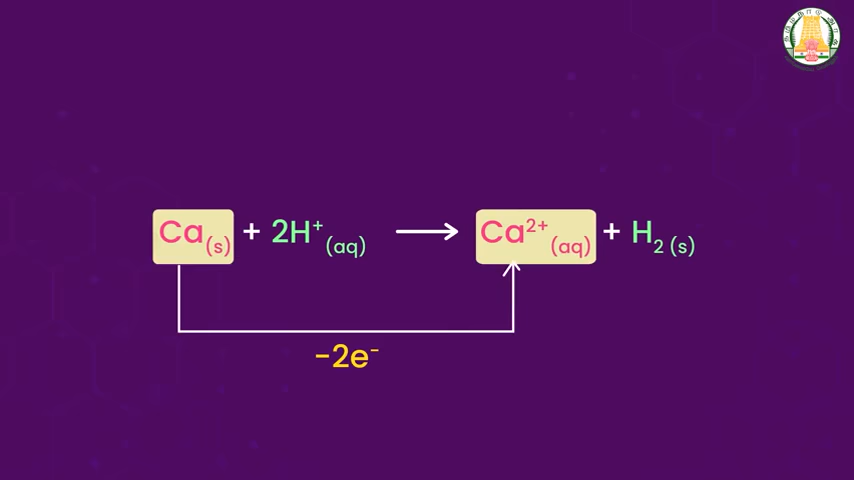 Ca(s) + 2H⁺(aq) ⟶ Ca²⁺(aq) + H₂ (s)
−2e⁻